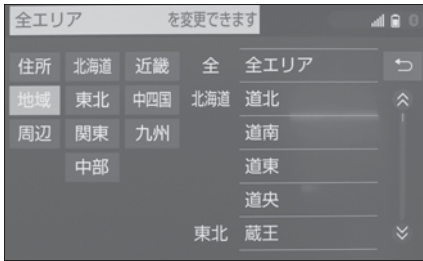 全エリア を変更できます
住所 北海道 近畿 全 全エリア
地域 東北 中四国 北海道 道北
周辺 関東 九州 道南
中部 道東
道央
東北 蔵王